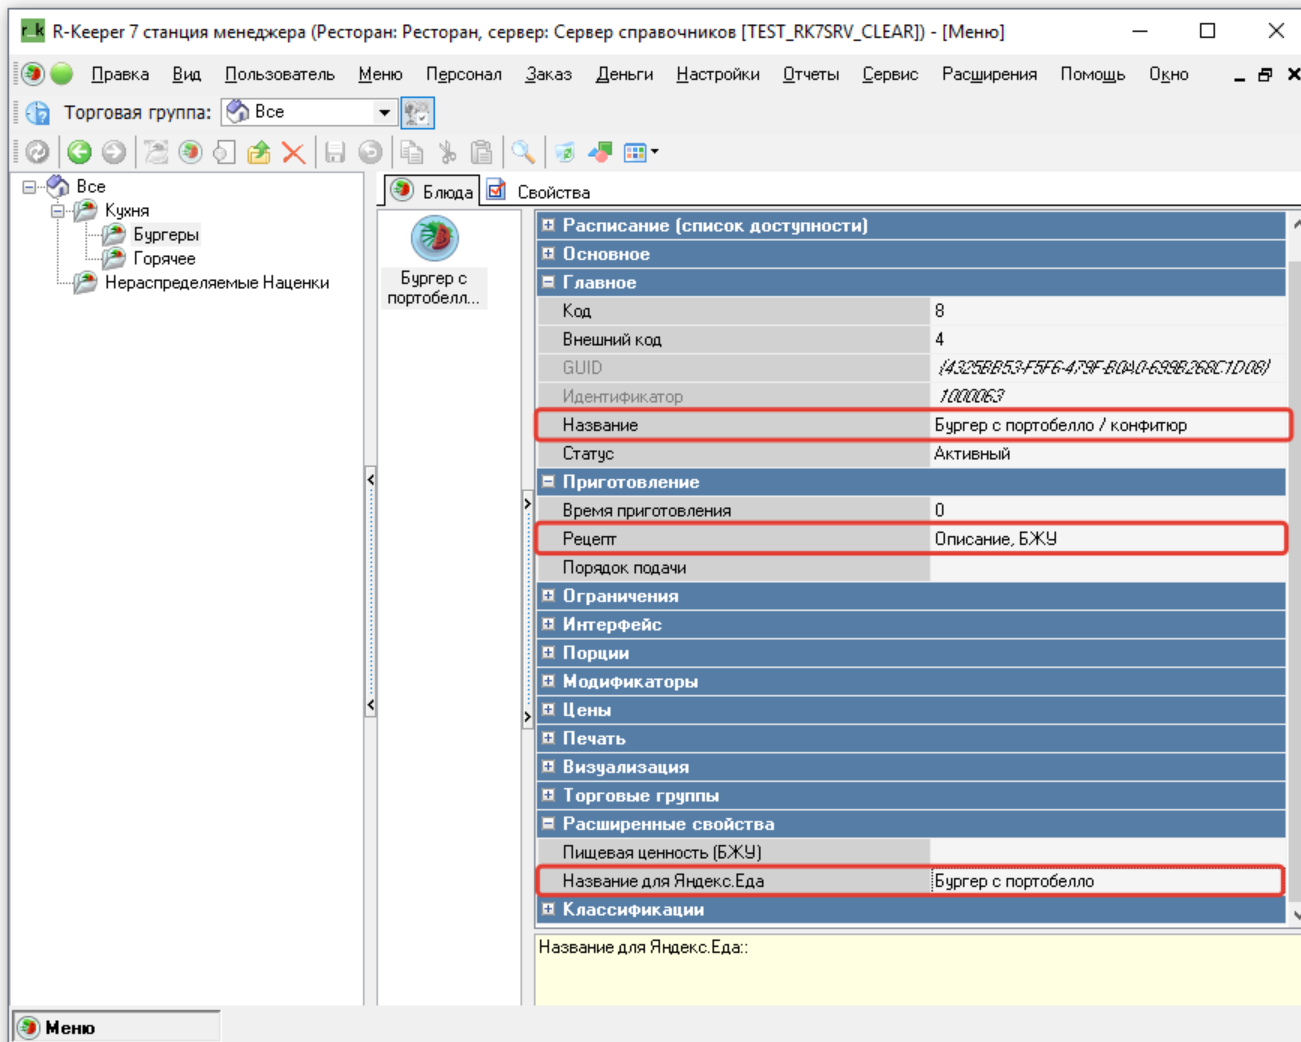 r_k R-Keeper 7 станция менеджера (Ресторан: Ресторан, сервер: Сервер справочников [TEST_RK7SRV_CLEAR]) - [Меню]
Правка Вид Пользователь Меню Персонал Заказ Деньги Настройки Отчеты Сервис Расширения Помощь Окно
Торговая группа: Все
Все
Кухня
Бургеры
Горячее
Нераспределяемые Наценки
Блюда Свойства
Бургер с
портобелл...
Расписание (список доступности)
Основное
Главное
Код 8
Внешний код 4
GUID {4325BB53-F5F6-479F-B0A0-699B268C1D08}
Идентификатор 1000063
Название Бургер с портобелло / конфитюр
Статус Активный
Приготовление
Время приготовления 0
Рецепт Описание, БЖУ
Порядок подачи
Ограничения
Интерфейс
Порции
Модификаторы
Цены
Печать
Визуализация
Торговые группы
Расширенные свойства
Пищевая ценность (БЖУ)
Название для Яндекс.Еда Бургер с портобелло
Классификации
Название для Яндекс.Еда::
Меню